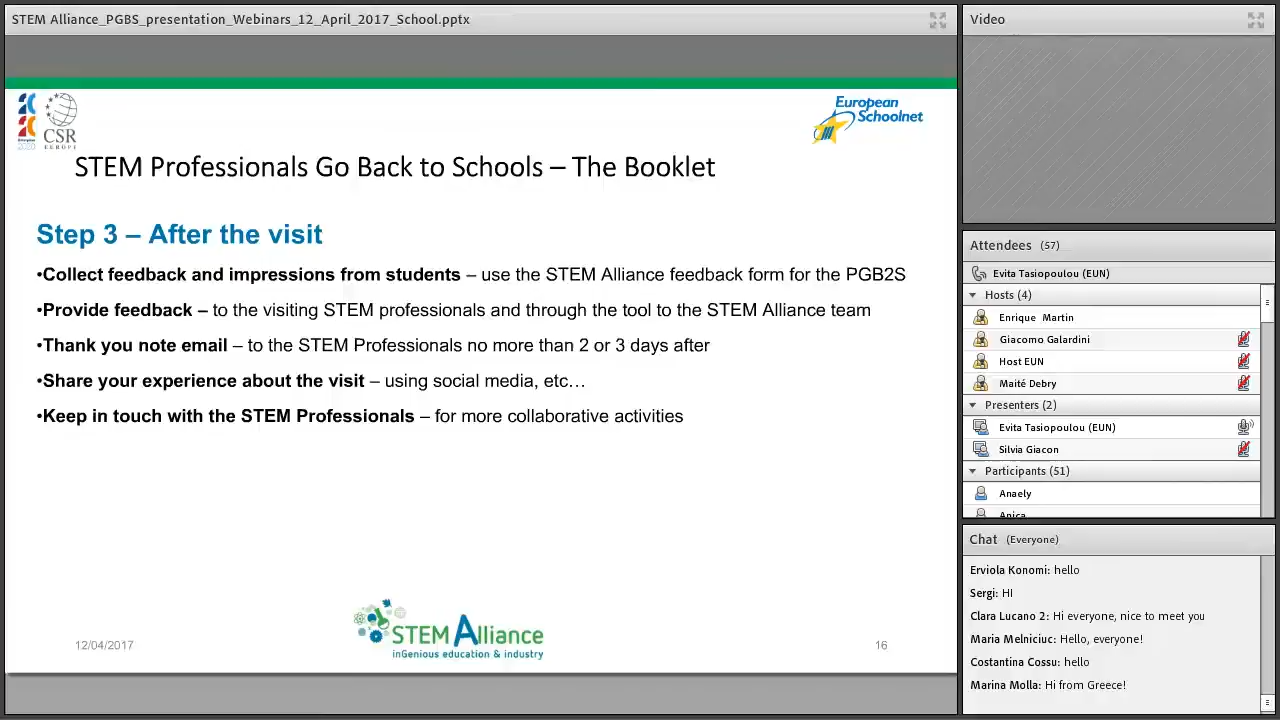 STEM Alliance_PGBS_presentation_Webinars_12_April_2017_School.pptx
2020
CSR
EUROPE
European
Schoolnet
STEM Professionals Go Back to Schools – The Booklet
Step 3 – After the visit
•Collect feedback and impressions from students – use the STEM Alliance feedback form for the PGB2S
•Provide feedback – to the visiting STEM professionals and through the tool to the STEM Alliance team
•Thank you note email – to the STEM Professionals no more than 2 or 3 days after
•Share your experience about the visit – using social media, etc…
•Keep in touch with the STEM Professionals – for more collaborative activities
12/04/2017
STEM Alliance
inGenious education & industry
16
Video
Attendees (57)
Evita Tasiopoulou (EUN)
Hosts (4)
Enrique Martin
Giacomo Galardini
Host EUN
Maité Debry
Presenters (2)
Evita Tasiopoulou (EUN)
Silvia Giacon
Participants (51)
Anaely
Anica
Chat (Everyone)
Erviola Konomi: hello
Sergi: HI
Clara Lucano 2: Hi everyone, nice to meet you
Maria Melniciuc: Hello, everyone!
Costantina Cossu: hello
Marina Molla: Hi from Greece!